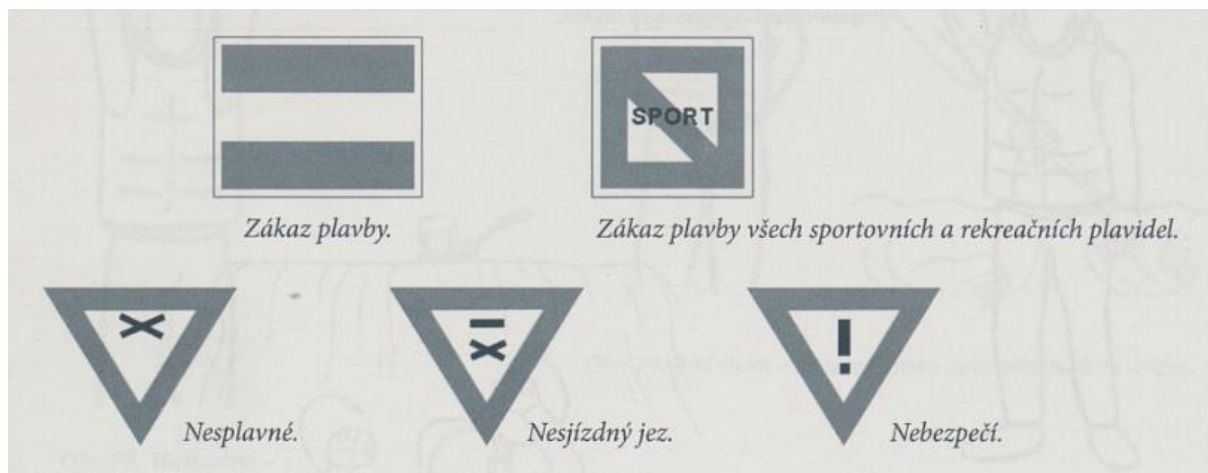 SPORT
Zákaz plavby.
Zákaz plavby všech sportovních a rekreačních plavidel.
Nesplavné.
Nesjízdný jez.
Nebezpečí.